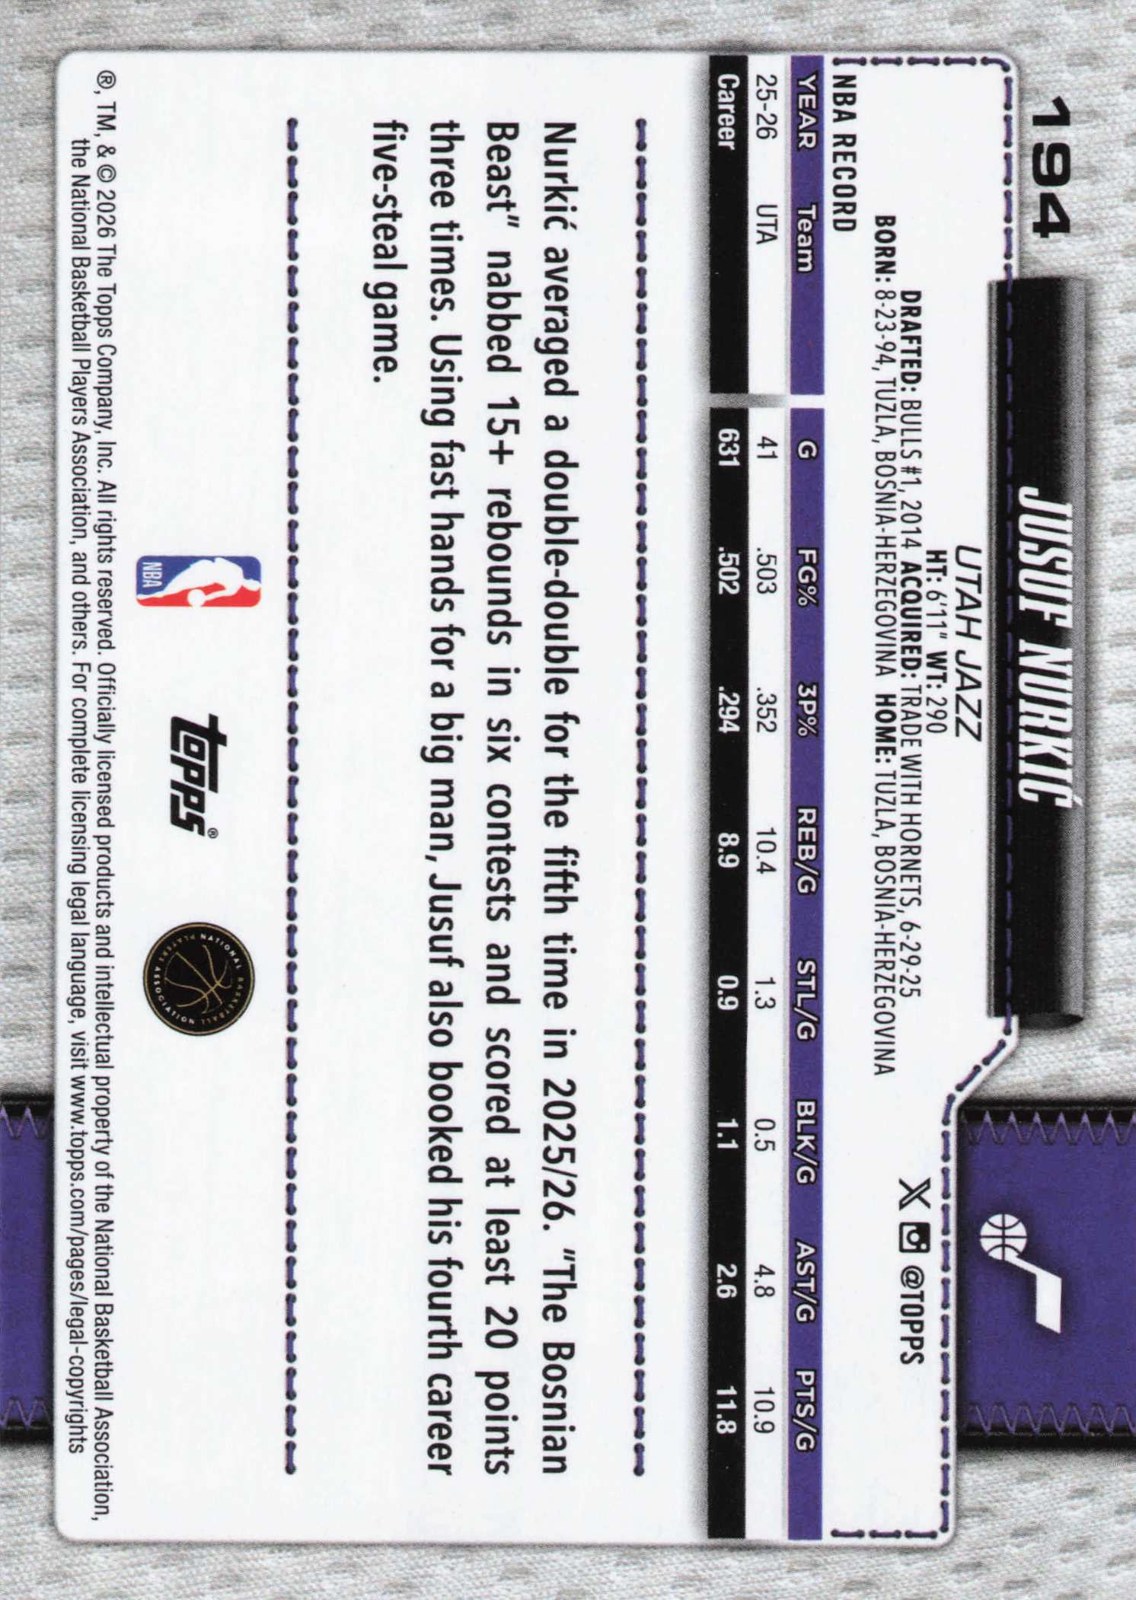 194
JUSUF NURKIĆ
UTAH JAZZ
HT: 6'11" WT: 290
DRAFTED: BULLS #1, 2014 ACQUIRED: TRADE WITH HORNETS, 6-29-25
BORN: 8-23-94, TUZLA, BOSNIA-HERZEGOVINA HOME: TUZLA, BOSNIA-HERZEGOVINA
@TOPPS
NBA RECORD
YEAR Team G FG% 3P% REB/G STL/G BLK/G AST/G PTS/G
25-26 UTA 41 .503 .352 10.4 1.3 0.5 4.8 10.9
Career 631 .502 .294 8.9 0.9 1.1 2.6 11.8
Nurkić averaged a double-double for the fifth time in 2025/26. "The Bosnian
Beast" nabbed 15+ rebounds in six contests and scored at least 20 points
three times. Using fast hands for a big man, Jusuf also booked his fourth career
five-steal game.
NBA
topps®
NATIONAL BASKETBALL PLAYERS ASSOCIATION
®, TM, & © 2026 The Topps Company, Inc. All rights reserved. Officially licensed products and intellectual property of the National Basketball Association,
the National Basketball Players Association, and others. For complete licensing legal language, visit www.topps.com/pages/legal-copyrights